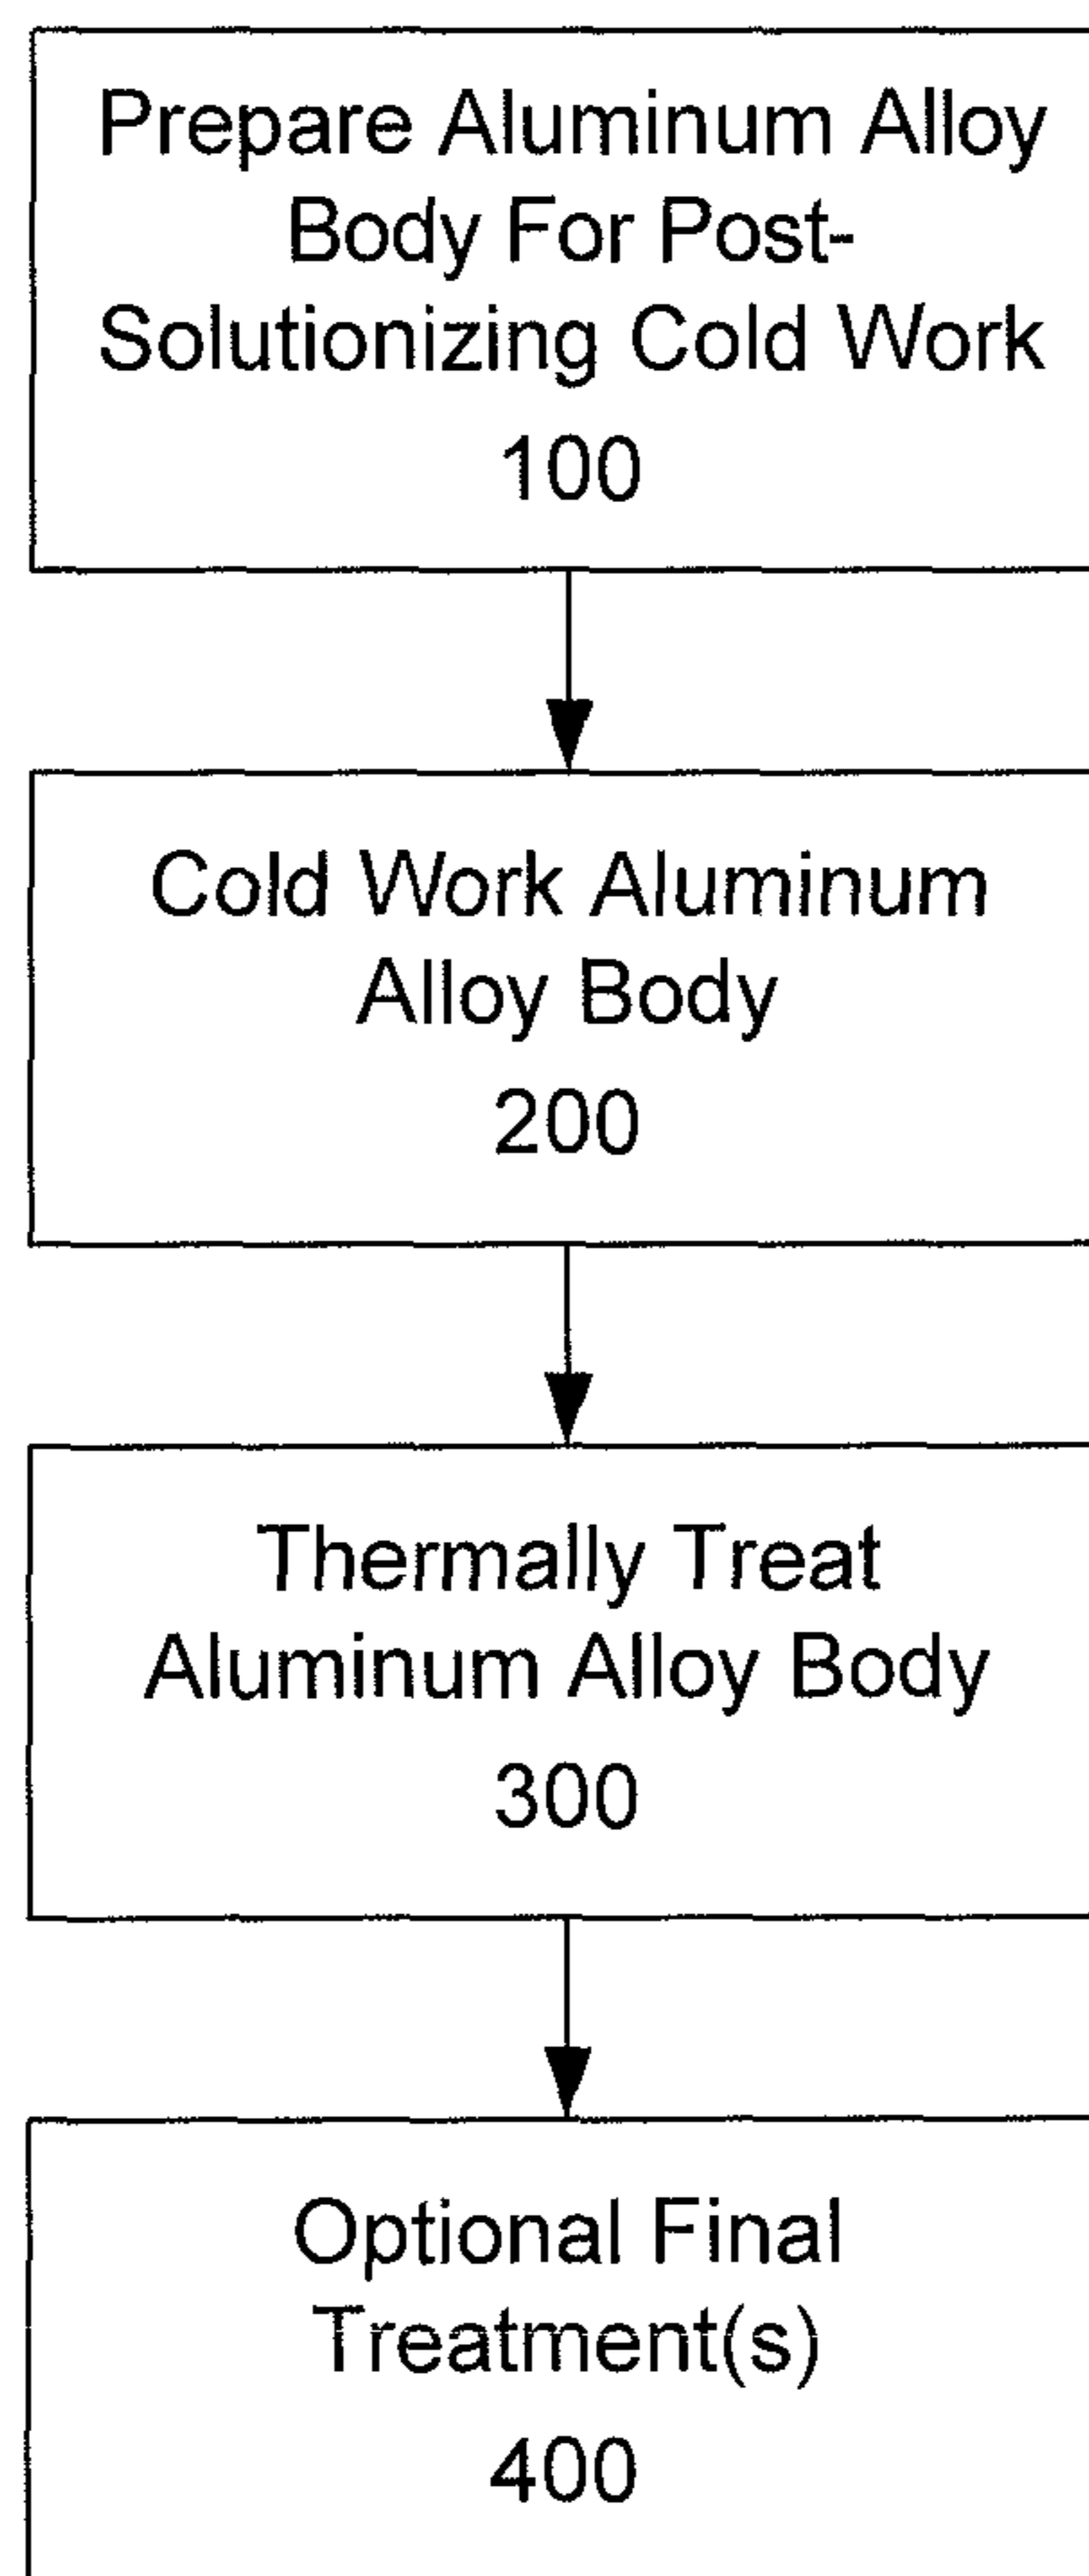 Prepare Aluminum Alloy
Body For Post-
Solutionizing Cold Work
100
Cold Work Aluminum
Alloy Body
200
Thermally Treat
Aluminum Alloy Body
300
Optional Final
Treatment(s)
400